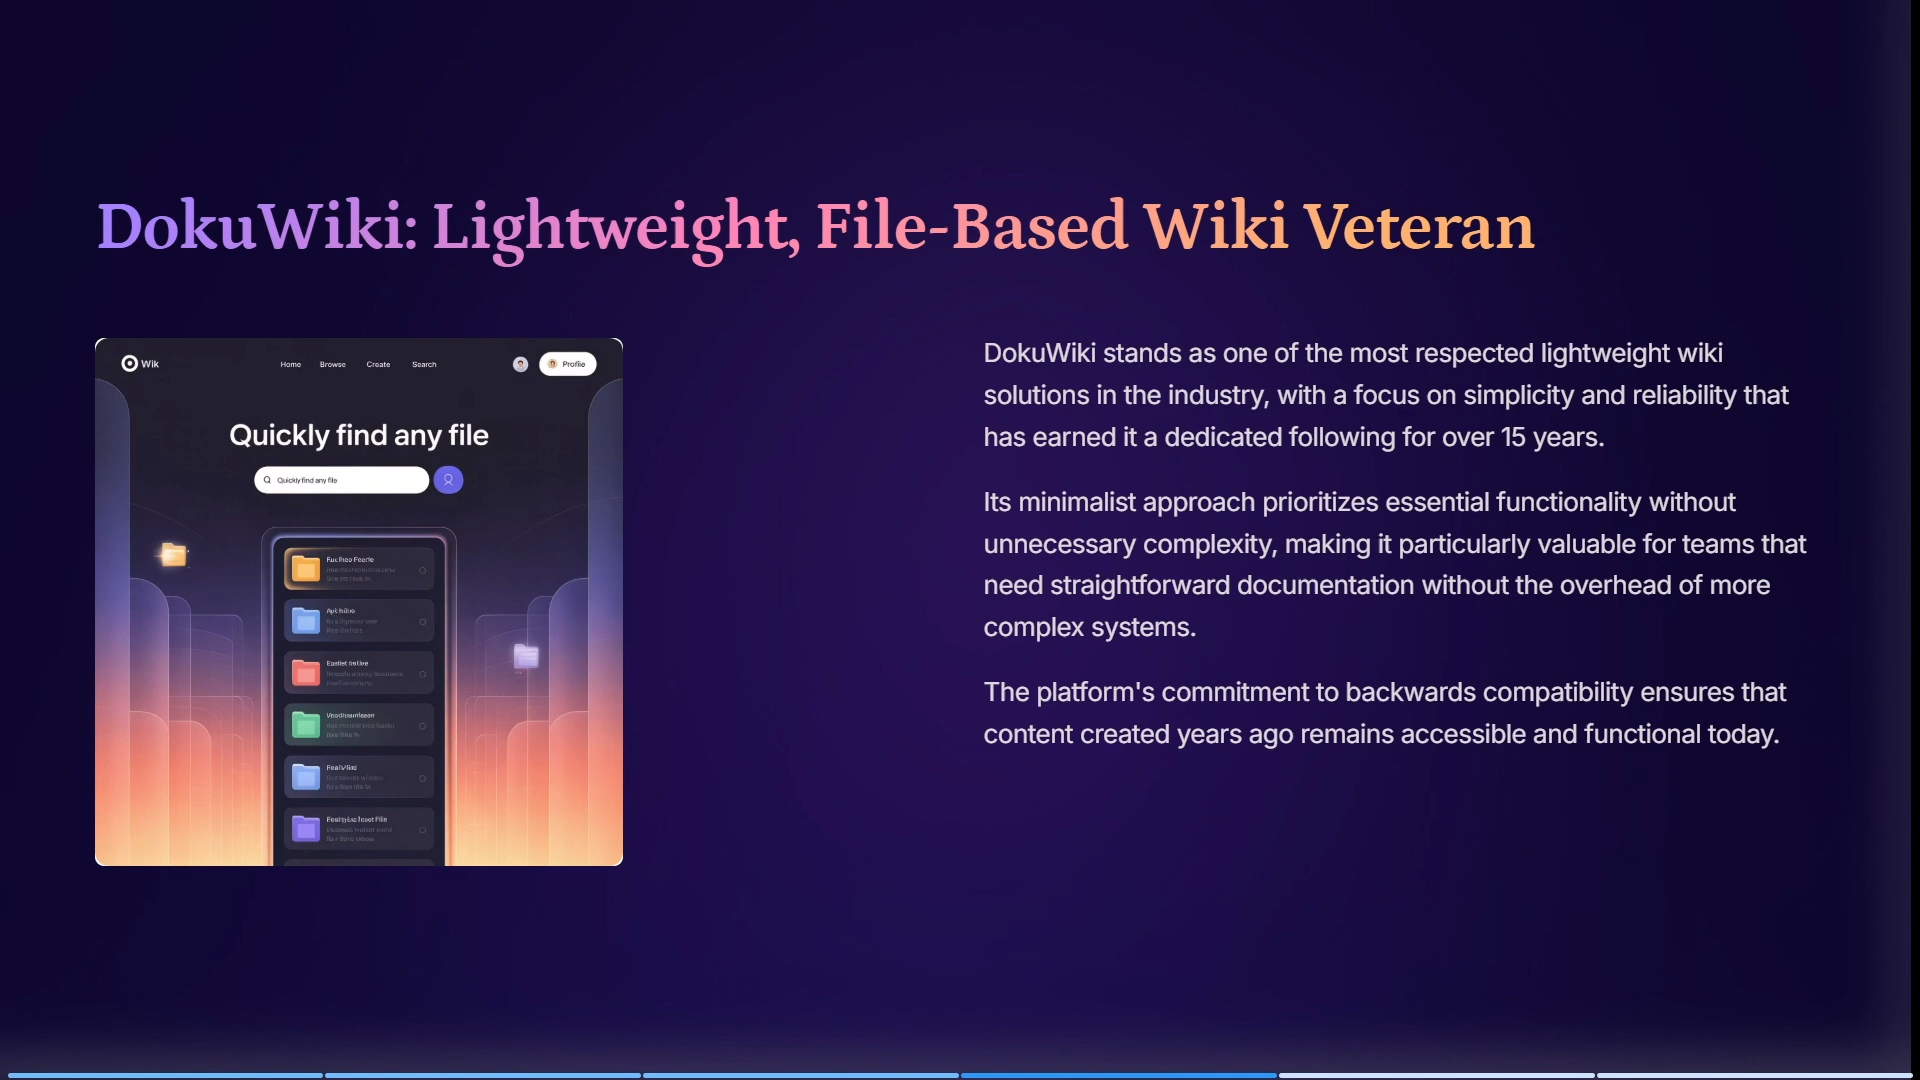 DokuWiki: Lightweight, File-Based Wiki Veteran
Wik
Home Browse Create Search
Profile
Quickly find any file
Quickly find any file
DokuWiki stands as one of the most respected lightweight wiki
solutions in the industry, with a focus on simplicity and reliability that
has earned it a dedicated following for over 15 years.
Its minimalist approach prioritizes essential functionality without
unnecessary complexity, making it particularly valuable for teams that
need straightforward documentation without the overhead of more
complex systems.
The platform's commitment to backwards compatibility ensures that
content created years ago remains accessible and functional today.